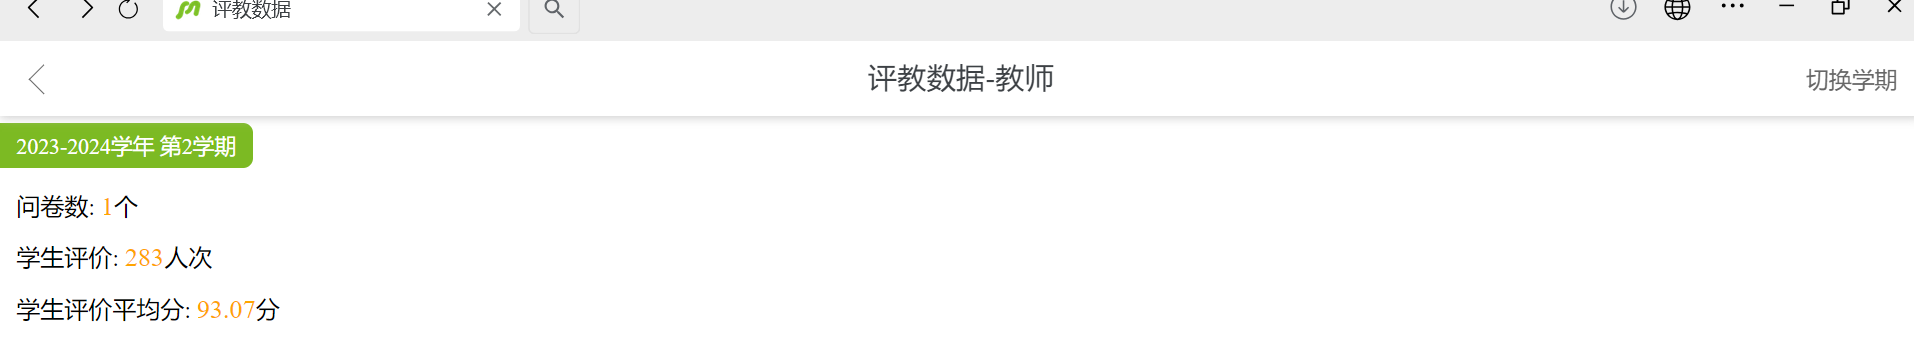 评教数据
评教数据-教师
切换学期
2023-2024学年 第2学期
问卷数: 1个
学生评价: 283人次
学生评价平均分: 93.07分